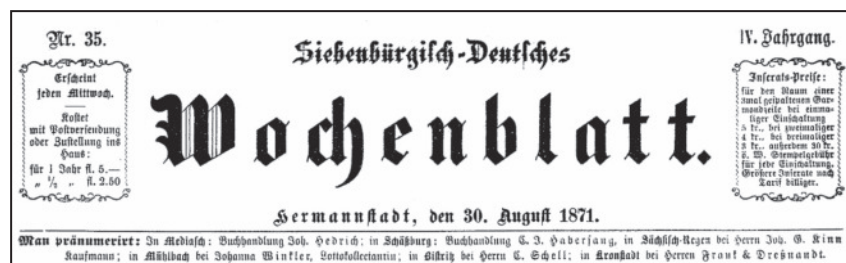 Nr. 35.
Erscheint
jeden Mittwoch.
Kostet
mit Postversendung
oder Zustellung ins
Haus:
für 1 Jahr fl. 5.—
„ ½ „ fl. 2.50
Siebenbürgisch-Deutsches
Wochenblatt.
Hermannstadt, den 30. August 1871.
IV. Jahrgang.
Inserats-Preise:
für den Raum einer
3mal gespaltenen Gar-
mondzeile bei einma-
liger Einschaltung
5 kr., bei zweimaliger
4 kr., bei dreimaliger
3 kr., außerdem 30 kr.
ö. W. Stempelgebühr
für jede Einschaltung.
Größere Inserate nach
Tarif billiger.
Man pränumerirt: In Mediasch: Buchhandlung Joh. Hedrich; in Schäßburg: Buchhandlung C. J. Habersang, in Sächsisch-Regen bei Herrn Joh. G. Kinn
Kaufmann; in Mühlbach bei Johanna Winkler, Lottokollectantin; in Bistritz bei Herrn C. Schell; in Kronstadt bei Herren Frank & Dreßnandt.